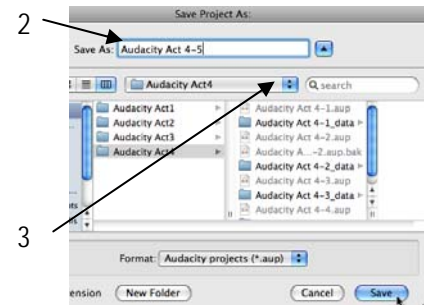 Save Project As:
2
Save As: Audacity Act 4-5
Audacity Act4
search
Audacity Act1
Audacity Act2
Audacity Act3
Audacity Act4
Audacity Act 4-1.aup
Audacity Act 4-1_data
Audacity Act 4-2.aup
Audacity A...-2.aup.bak
Audacity Act 4-2_data
Audacity Act 4-3.aup
Audacity Act 4-3_data
Audacity Act 4-4.aup
3
Format: Audacity projects (*.aup)
ension New Folder Cancel Save